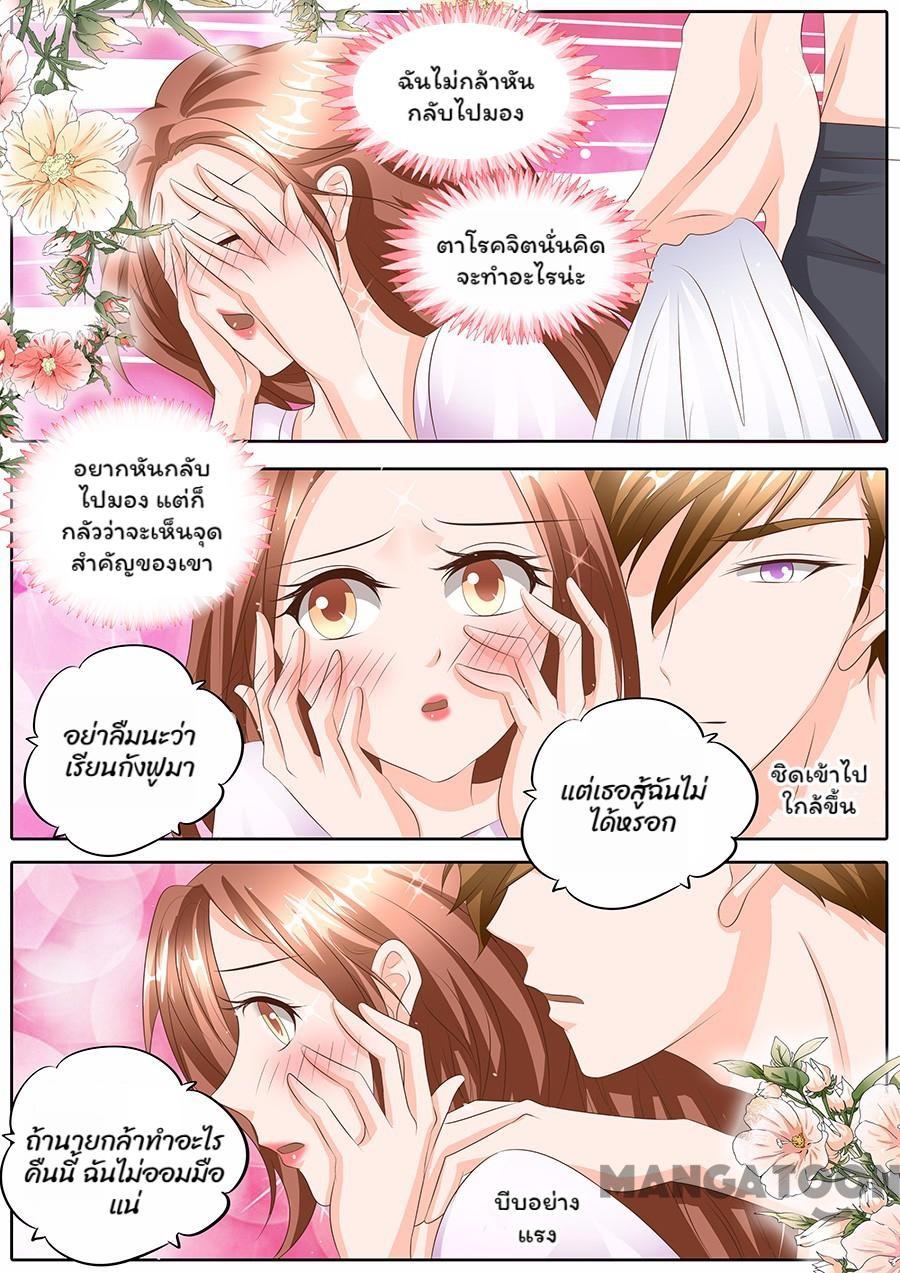 ฉันไม่กล้าหัน
กลับไปมอง
ตาโรคจิตนั่นคิด
จะทำอะไรน่ะ
อยากหันกลับ
ไปมอง แต่ก็
กลัวว่าจะเห็นจุด
สำคัญของเขา
อย่าลืมนะว่า
เรียนกังฟูมา
แต่เธอสู้ฉันไม่
ได้หรอก
ชิดเข้าไป
ใกล้ขึ้น
ถ้านายกล้าทำอะไร
คืนนี้ ฉันไม่ออมมือ
แน่
บีบอย่าง
แรง
MANGATOON